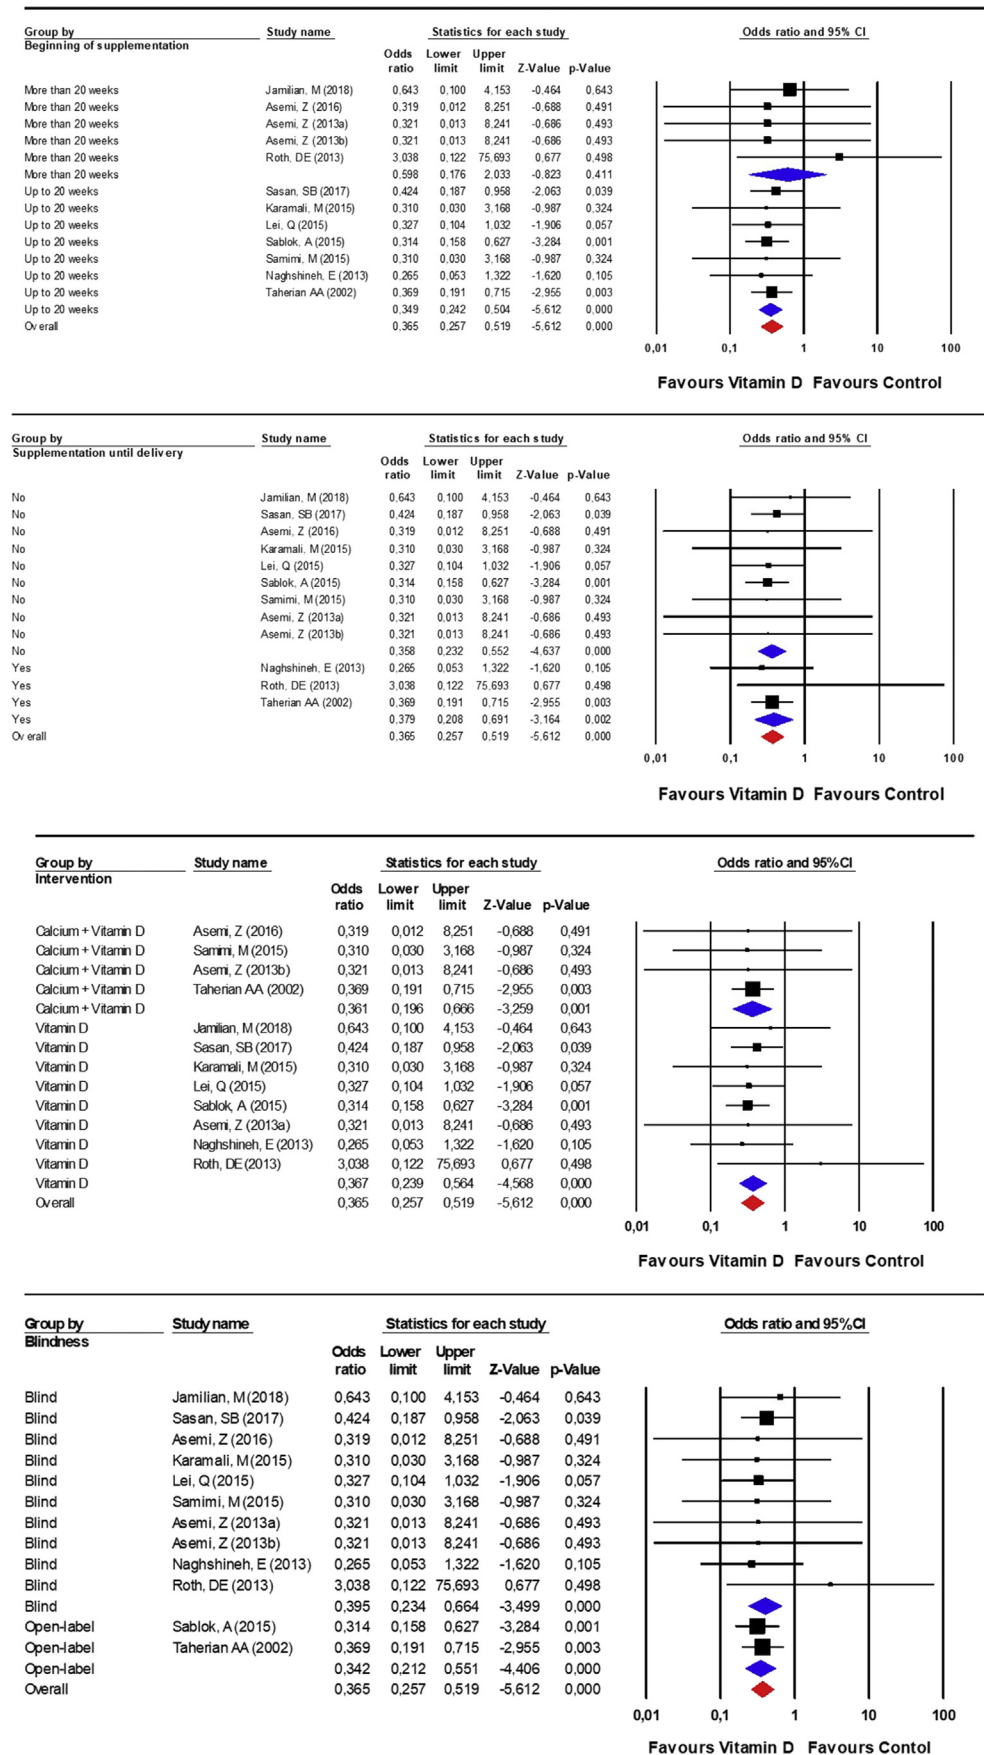 Group by Study name Statistics for each study Odds ratio and 95% CI
Beginning of supplementation
Odds Lower Upper
ratio limit limit Z-Value p-Value
More than 20 weeks Jamilian, M (2018) 0,643 0,100 4,153 -0,464 0,643
More than 20 weeks Asemi, Z (2016) 0,319 0,012 8,251 -0,688 0,491
More than 20 weeks Asemi, Z (2013a) 0,321 0,013 8,241 -0,686 0,493
More than 20 weeks Asemi, Z (2013b) 0,321 0,013 8,241 -0,686 0,493
More than 20 weeks Roth, DE (2013) 3,038 0,122 75,693 0,677 0,498
More than 20 weeks 0,598 0,176 2,033 -0,823 0,411
Up to 20 weeks Sasan, SB (2017) 0,424 0,187 0,958 -2,063 0,039
Up to 20 weeks Karamali, M (2015) 0,310 0,030 3,168 -0,987 0,324
Up to 20 weeks Lei, Q (2015) 0,327 0,104 1,032 -1,906 0,057
Up to 20 weeks Sablok, A (2015) 0,314 0,158 0,627 -3,284 0,001
Up to 20 weeks Samimi, M (2015) 0,310 0,030 3,168 -0,987 0,324
Up to 20 weeks Naghshineh, E (2013) 0,265 0,053 1,322 -1,620 0,105
Up to 20 weeks Taherian AA (2002) 0,369 0,191 0,715 -2,955 0,003
Up to 20 weeks 0,349 0,242 0,504 -5,612 0,000
Overall 0,365 0,257 0,519 -5,612 0,000
0,01 0,1 1 10 100
Favours Vitamin D Favours Control
Group by Study name Statistics for each study Odds ratio and 95% CI
Supplementation until delivery
Odds Lower Upper
ratio limit limit Z-Value p-Value
No Jamilian, M (2018) 0,643 0,100 4,153 -0,464 0,643
No Sasan, SB (2017) 0,424 0,187 0,958 -2,063 0,039
No Asemi, Z (2016) 0,319 0,012 8,251 -0,688 0,491
No Karamali, M (2015) 0,310 0,030 3,168 -0,987 0,324
No Lei, Q (2015) 0,327 0,104 1,032 -1,906 0,057
No Sablok, A (2015) 0,314 0,158 0,627 -3,284 0,001
No Samimi, M (2015) 0,310 0,030 3,168 -0,987 0,324
No Asemi, Z (2013a) 0,321 0,013 8,241 -0,686 0,493
No Asemi, Z (2013b) 0,321 0,013 8,241 -0,686 0,493
No 0,358 0,232 0,552 -4,637 0,000
Yes Naghshineh, E (2013) 0,265 0,053 1,322 -1,620 0,105
Yes Roth, DE (2013) 3,038 0,122 75,693 0,677 0,498
Yes Taherian AA (2002) 0,369 0,191 0,715 -2,955 0,003
Yes 0,379 0,208 0,691 -3,164 0,002
Overall 0,365 0,257 0,519 -5,612 0,000
0,01 0,1 1 10 100
Favours Vitamin D Favours Control
Group by Study name Statistics for each study Odds ratio and 95%CI
Intervention
Odds Lower Upper
ratio limit limit Z-Value p-Value
Calcium + Vitamin D Asemi, Z (2016) 0,319 0,012 8,251 -0,688 0,491
Calcium + Vitamin D Samimi, M (2015) 0,310 0,030 3,168 -0,987 0,324
Calcium + Vitamin D Asemi, Z (2013b) 0,321 0,013 8,241 -0,686 0,493
Calcium + Vitamin D Taherian AA (2002) 0,369 0,191 0,715 -2,955 0,003
Calcium + Vitamin D 0,361 0,196 0,666 -3,259 0,001
Vitamin D Jamilian, M (2018) 0,643 0,100 4,153 -0,464 0,643
Vitamin D Sasan, SB (2017) 0,424 0,187 0,958 -2,063 0,039
Vitamin D Karamali, M (2015) 0,310 0,030 3,168 -0,987 0,324
Vitamin D Lei, Q (2015) 0,327 0,104 1,032 -1,906 0,057
Vitamin D Sablok, A (2015) 0,314 0,158 0,627 -3,284 0,001
Vitamin D Asemi, Z (2013a) 0,321 0,013 8,241 -0,686 0,493
Vitamin D Naghshineh, E (2013) 0,265 0,053 1,322 -1,620 0,105
Vitamin D Roth, DE (2013) 3,038 0,122 75,693 0,677 0,498
Vitamin D 0,367 0,239 0,564 -4,568 0,000
Overall 0,365 0,257 0,519 -5,612 0,000
0,01 0,1 1 10 100
Favours Vitamin D Favours Control
Group by Study name Statistics for each study Odds ratio and 95%CI
Blindness
Odds Lower Upper
ratio limit limit Z-Value p-Value
Blind Jamilian, M (2018) 0,643 0,100 4,153 -0,464 0,643
Blind Sasan, SB (2017) 0,424 0,187 0,958 -2,063 0,039
Blind Asemi, Z (2016) 0,319 0,012 8,251 -0,688 0,491
Blind Karamali, M (2015) 0,310 0,030 3,168 -0,987 0,324
Blind Lei, Q (2015) 0,327 0,104 1,032 -1,906 0,057
Blind Samimi, M (2015) 0,310 0,030 3,168 -0,987 0,324
Blind Asemi, Z (2013a) 0,321 0,013 8,241 -0,686 0,493
Blind Asemi, Z (2013b) 0,321 0,013 8,241 -0,686 0,493
Blind Naghshineh, E (2013) 0,265 0,053 1,322 -1,620 0,105
Blind Roth, DE (2013) 3,038 0,122 75,693 0,677 0,498
Blind 0,395 0,234 0,664 -3,499 0,000
Open-label Sablok, A (2015) 0,314 0,158 0,627 -3,284 0,001
Open-label Taherian AA (2002) 0,369 0,191 0,715 -2,955 0,003
Open-label 0,342 0,212 0,551 -4,406 0,000
Overall 0,365 0,257 0,519 -5,612 0,000
0,01 0,1 1 10 100
Favours Vitamin D Favours Contol